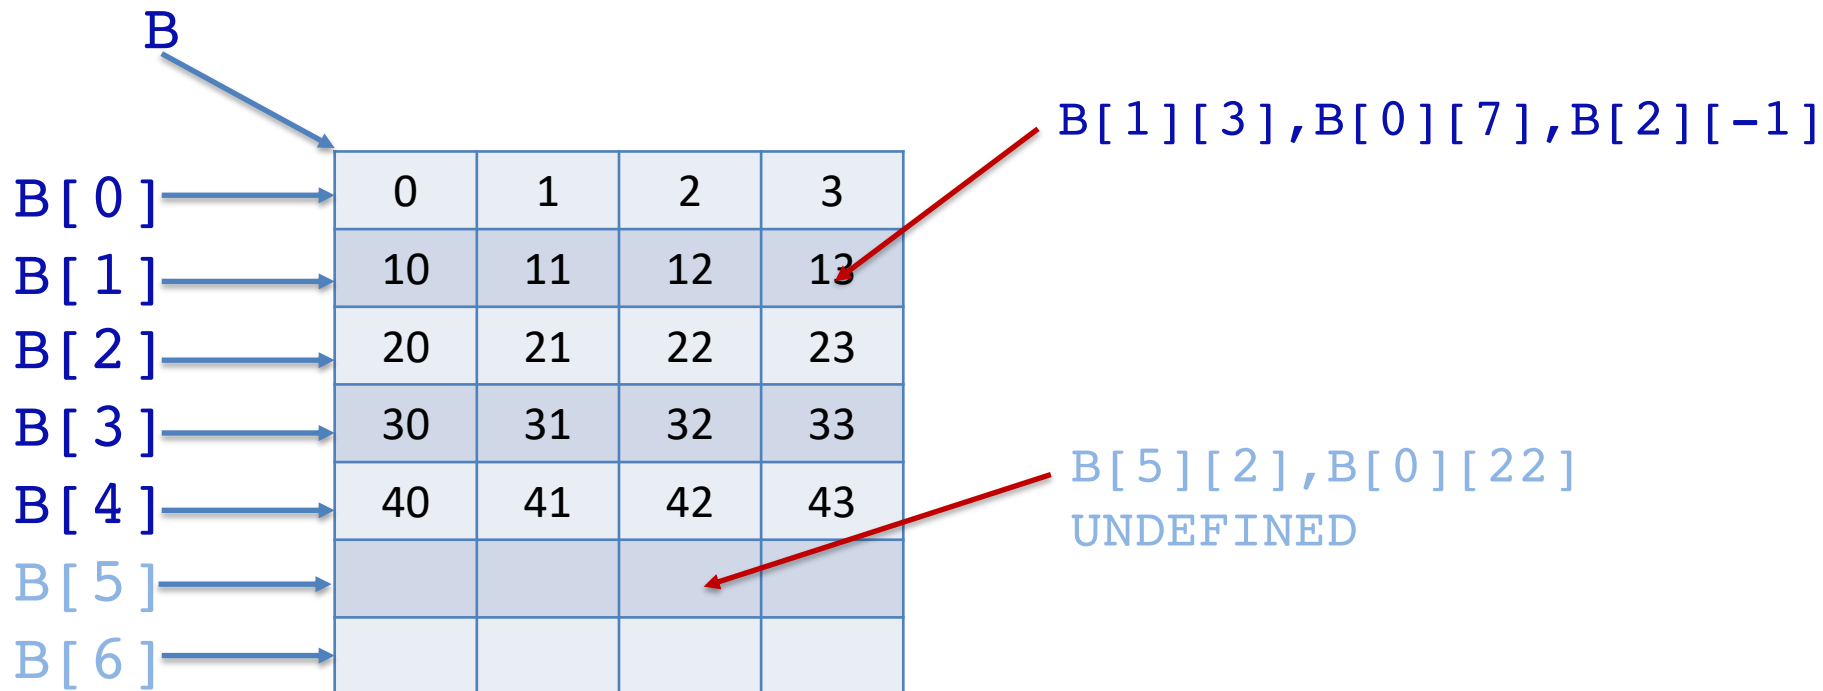 B
B[1][3],B[0][7],B[2][-1]
B[0] 0 1 2 3
B[1] 10 11 12 13
B[2] 20 21 22 23
B[3] 30 31 32 33
B[4] 40 41 42 43
B[5][2],B[0][22]
UNDEFINED
B[5]
B[6]